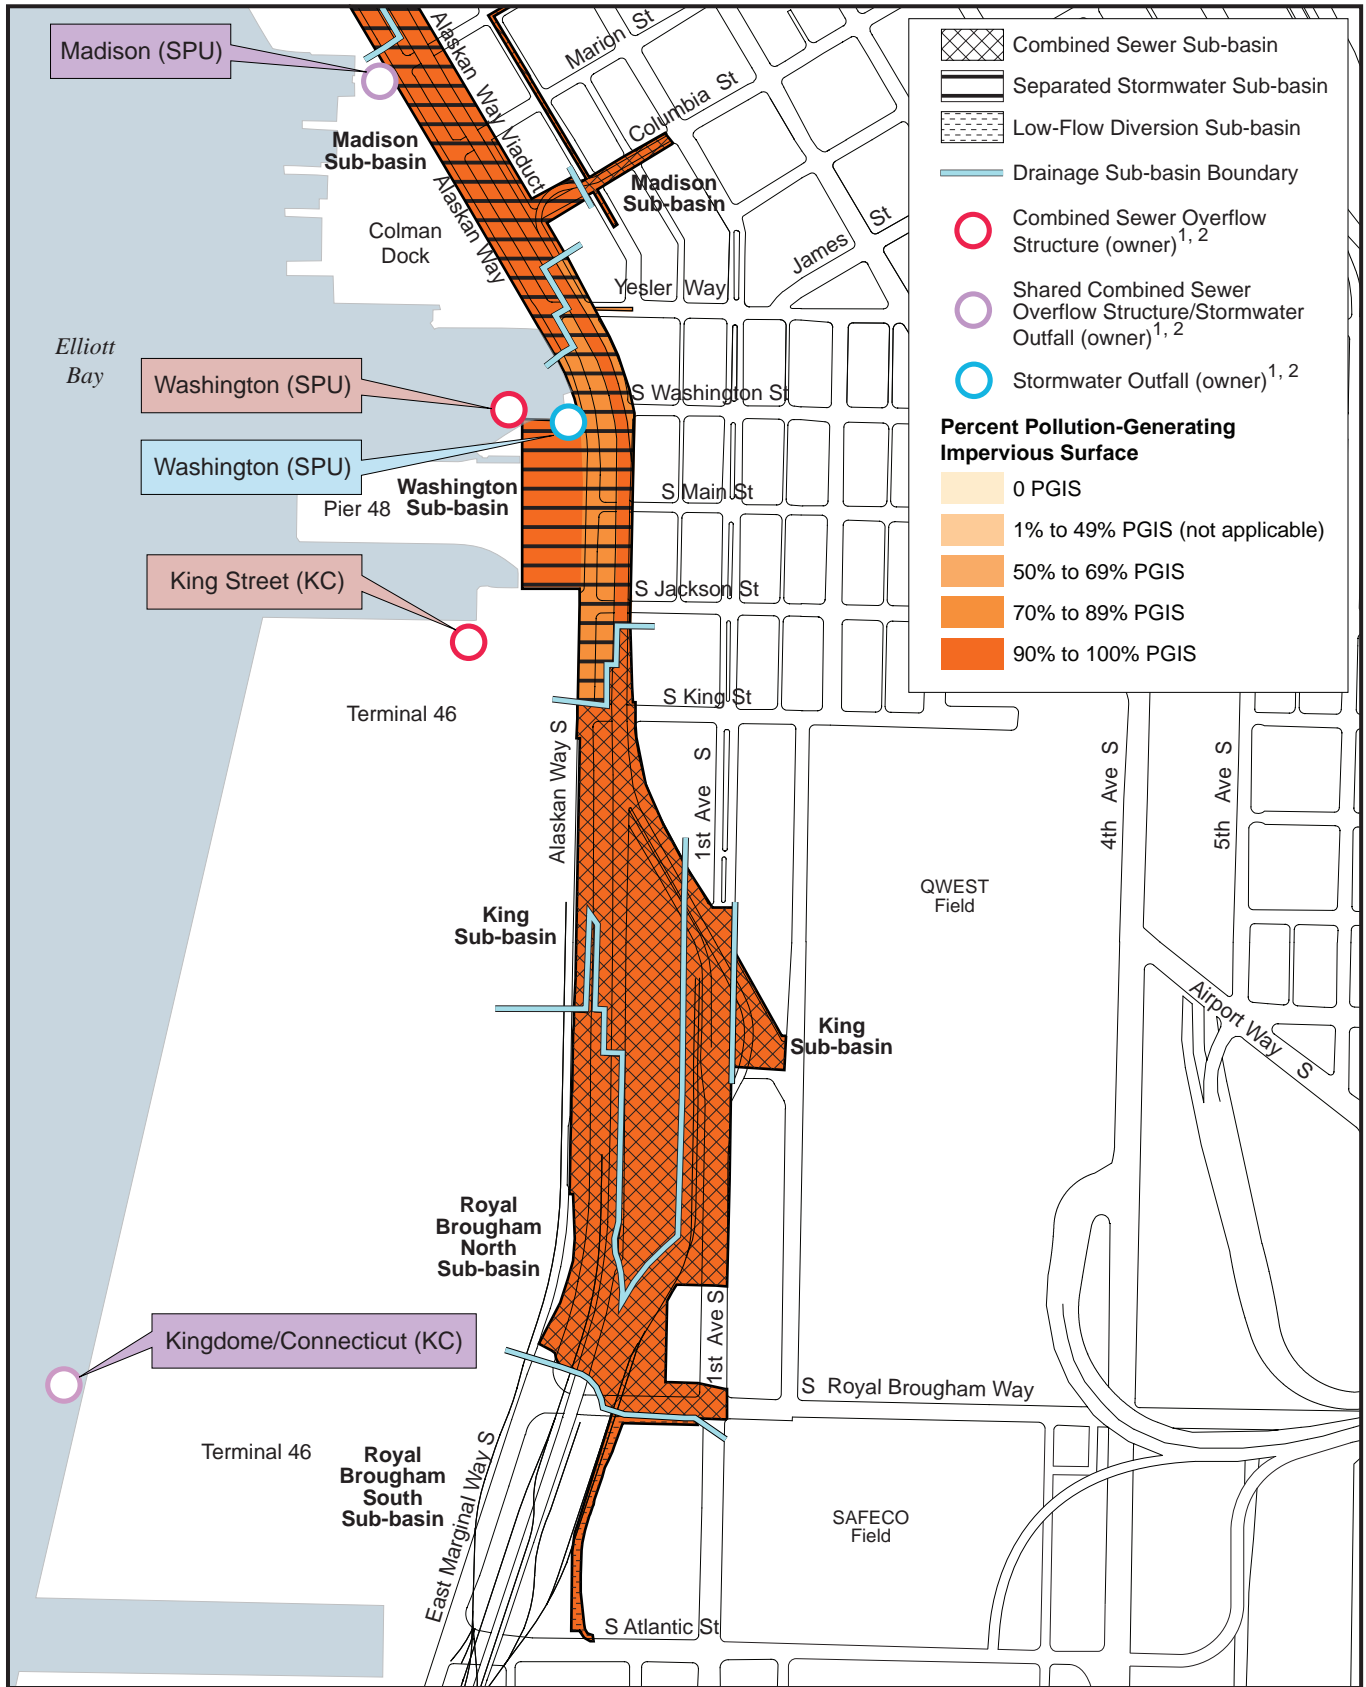 Madison (SPU)
Alaskan Way Viaduct
Marion St
Columbia St
Madison
Sub-basin
Madison
Sub-basin
Alaskan Way
Colman
Dock
James St
Yesler Way
Elliott
Bay
Washington (SPU)
S Washington St
Washington (SPU)
Washington
Sub-basin
S Main St
Pier 48
King Street (KC)
S Jackson St
S King St
Terminal 46
Alaskan Way S
1st Ave S
4th Ave S
5th Ave S
QWEST
Field
King
Sub-basin
King
Sub-basin
Airport Way S
Royal
Brougham
North
Sub-basin
1st Ave S
Kingdome/Connecticut (KC)
S Royal Brougham Way
Terminal 46
Royal
Brougham
South
Sub-basin
East Marginal Way S
SAFECO
Field
S Atlantic St
Combined Sewer Sub-basin
Separated Stormwater Sub-basin
Low-Flow Diversion Sub-basin
Drainage Sub-basin Boundary
Combined Sewer Overflow
Structure (owner)1, 2
Shared Combined Sewer
Overflow Structure/Stormwater
Outfall (owner)1, 2
Stormwater Outfall (owner)1, 2
Percent Pollution-Generating
Impervious Surface
0 PGIS
1% to 49% PGIS (not applicable)
50% to 69% PGIS
70% to 89% PGIS
90% to 100% PGIS